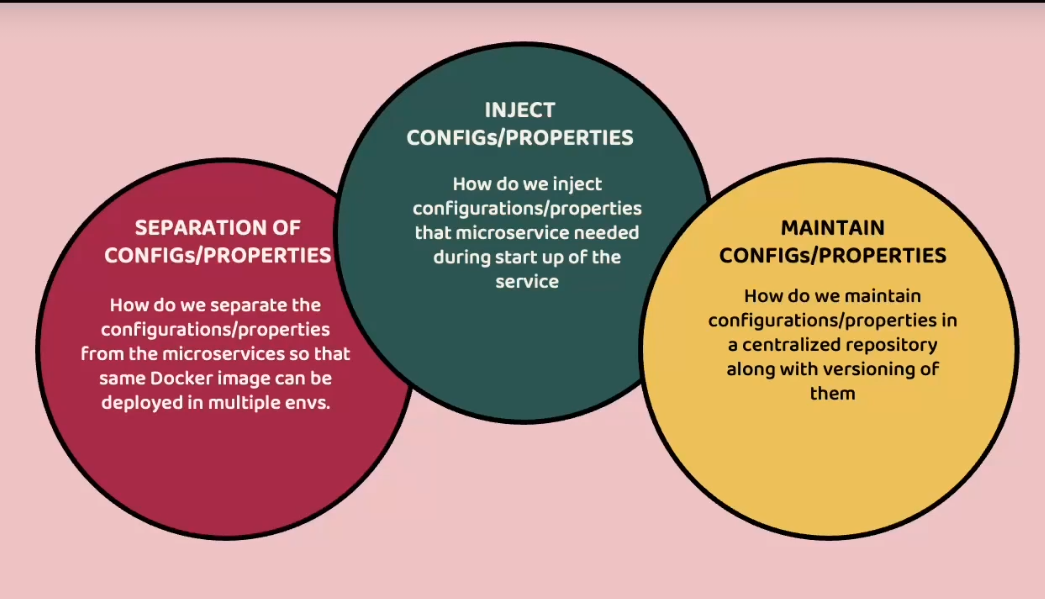 SEPARATION OF
CONFIGs/PROPERTIES
How do we separate the
configurations/properties
from the microservices so that
same Docker image can be
deployed in multiple envs.
INJECT
CONFIGs/PROPERTIES
How do we inject
configurations/properties
that microservice needed
during start up of the
service
MAINTAIN
CONFIGs/PROPERTIES
How do we maintain
configurations/properties in
a centralized repository
along with versioning of
them